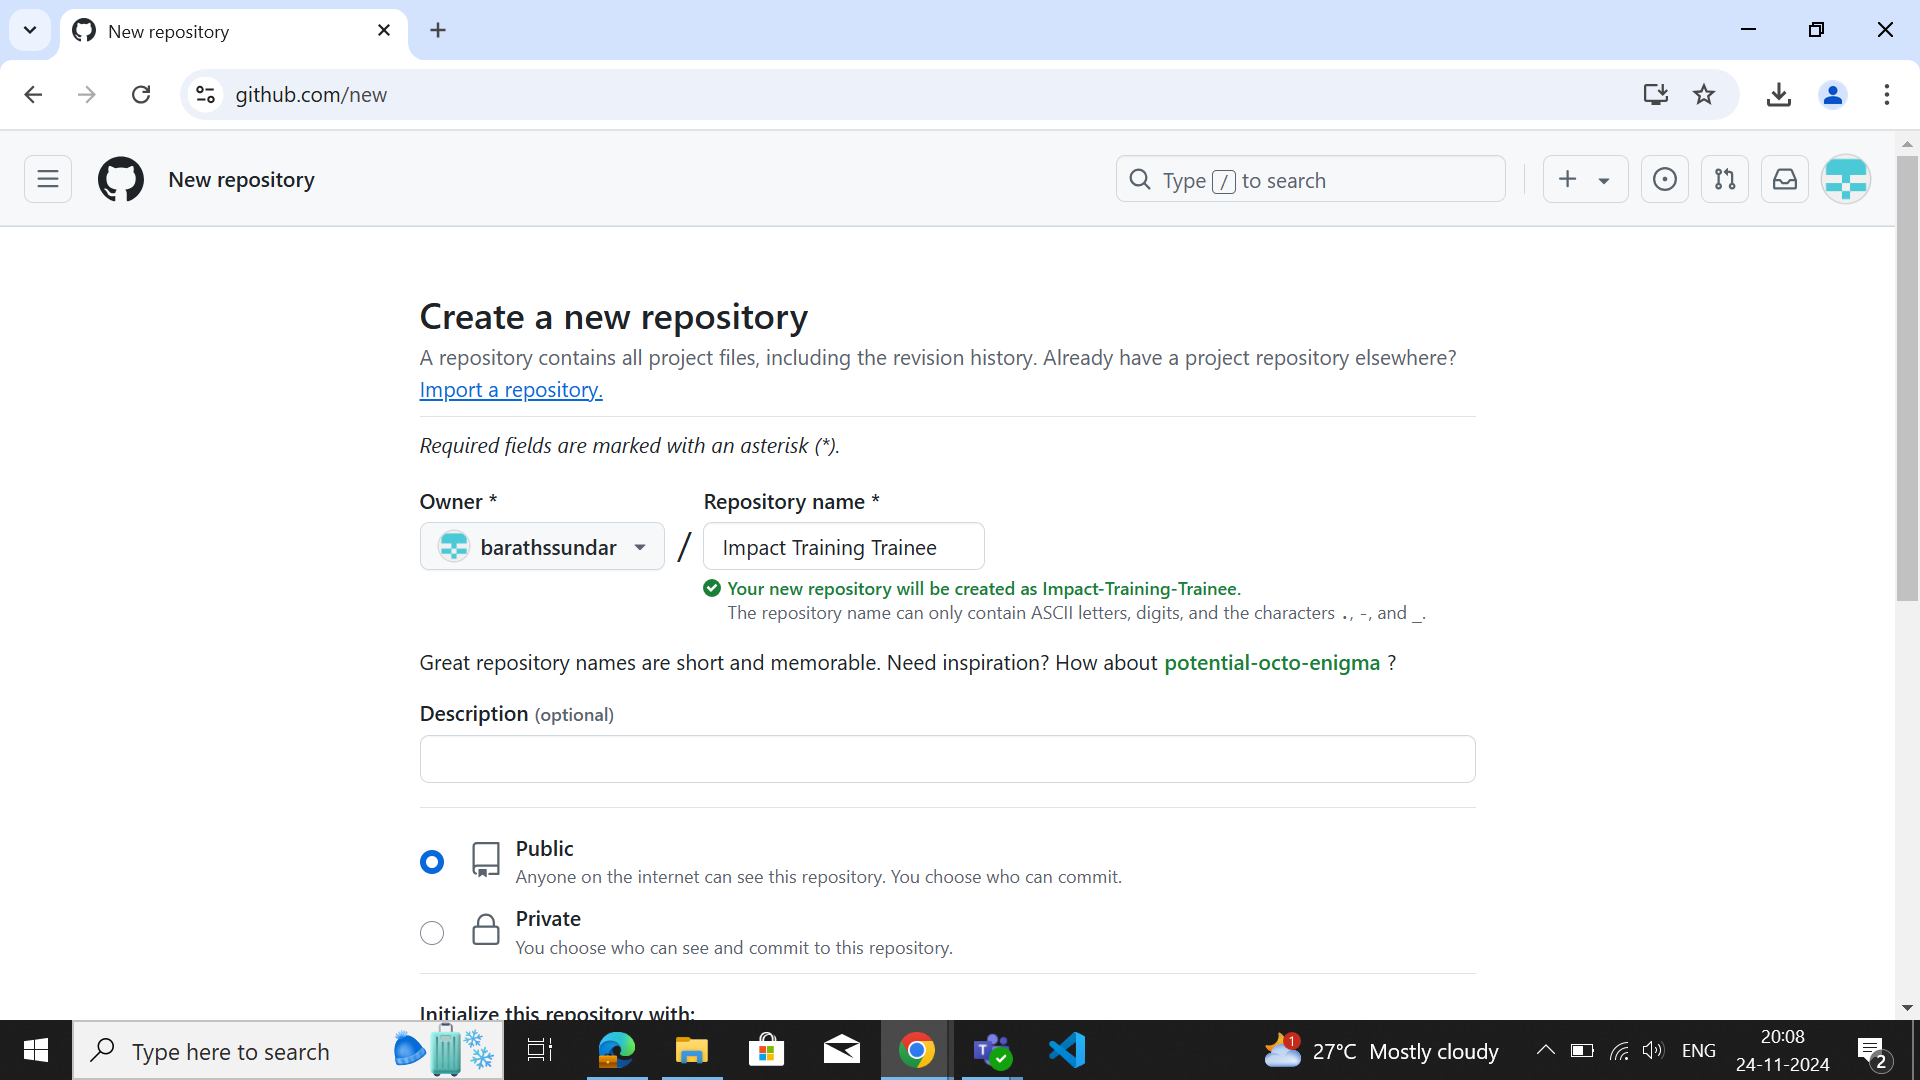 New repository
github.com/new
New repository
Type / to search
Create a new repository
A repository contains all project files, including the revision history. Already have a project repository elsewhere?
Import a repository.
Required fields are marked with an asterisk (*).
Owner *
Repository name *
barathssundar
/
Impact Training Trainee
Your new repository will be created as Impact-Training-Trainee.
The repository name can only contain ASCII letters, digits, and the characters ., -, and _.
Great repository names are short and memorable. Need inspiration? How about potential-octo-enigma ?
Description (optional)
Public
Anyone on the internet can see this repository. You choose who can commit.
Private
You choose who can see and commit to this repository.
Initialize this repository with:
Type here to search
1
27°C Mostly cloudy
ENG
20:08
24-11-2024
2